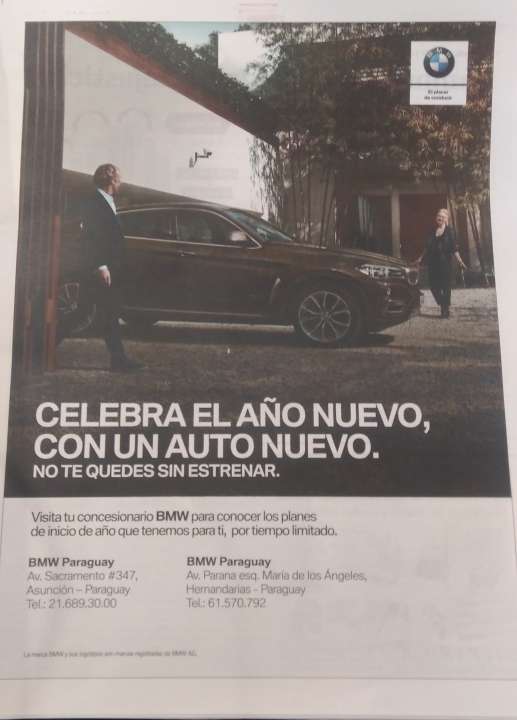 BMW
El placer
de conducir
CELEBRA EL AÑO NUEVO,
CON UN AUTO NUEVO.
NO TE QUEDES SIN ESTRENAR.
Visita tu concesionario BMW para conocer los planes
de inicio de año que tenemos para ti, por tiempo limitado.
BMW Paraguay
Av. Sacramento #347,
Asunción – Paraguay
Tel.: 21.689.30.00
BMW Paraguay
Av. Parana esq. María de los Ángeles,
Hernandarias - Paraguay
Tel.: 61.570.792
La marca BMW y sus signos son marcas registradas de BMW AG.